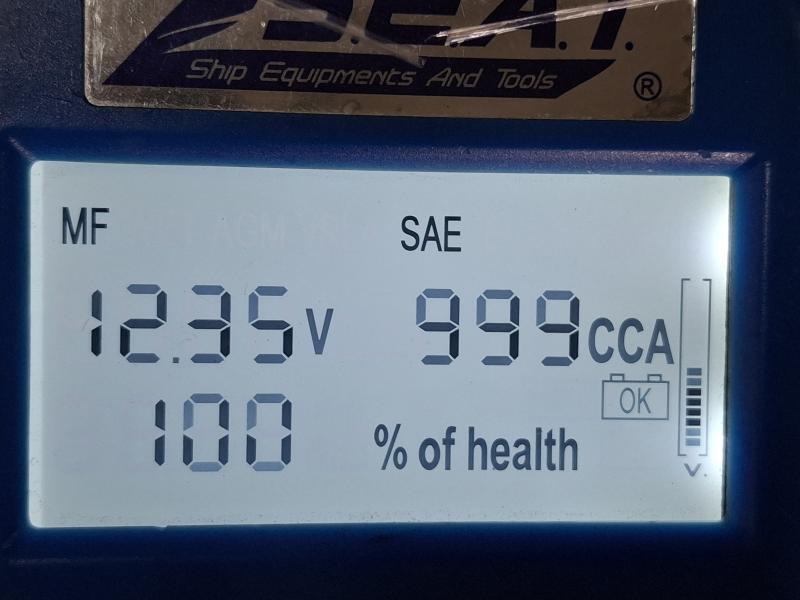 S.E.A.T.
Ship Equipments And Tools
®
MF SAE
12.35 V 999 CCA
OK
100 % of health
V